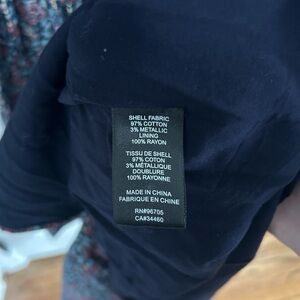 SHELL FABRIC
97% COTTON
3% METALLIC
LINING
100% RAYON
TISSU DE SHELL
97% COTON
3% MÉTALLIQUE
DOUBLURE
100% RAYONNE
MADE IN CHINA
FABRIQUE EN CHINE
RN#96705
CA#34460